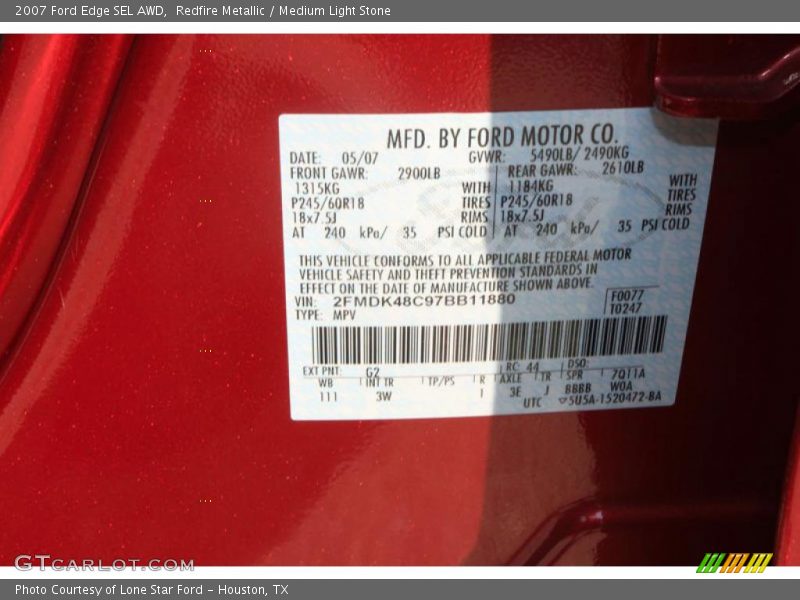 2007 Ford Edge SEL AWD, Redfire Metallic / Medium Light Stone
MFD. BY FORD MOTOR CO.
DATE: 05/07 GVWR: 5490LB/ 2490KG
FRONT GAWR: 2900LB REAR GAWR: 2610LB
1315KG WITH 1184KG WITH
P245/60R18 TIRES P245/60R18 TIRES
18x7.5J RIMS 18x7.5J RIMS
AT 240 kPa/ 35 PSI COLD AT 240 kPa/ 35 PSI COLD
THIS VEHICLE CONFORMS TO ALL APPLICABLE FEDERAL MOTOR
VEHICLE SAFETY AND THEFT PREVENTION STANDARDS IN
EFFECT ON THE DATE OF MANUFACTURE SHOWN ABOVE.
VIN: 2FMDK48C97BB11880 F0077
TYPE: MPV T0247
EXT PNT: G2 RC: 44 DSO:
WB INT TR TP/PS R AXLE TR SPR 7Q11A
111 3W 1 3E J BBBB W0A
UTC ▽5U5A-1520472-BA
GTCARLOT.COM
Photo Courtesy of Lone Star Ford - Houston, TX